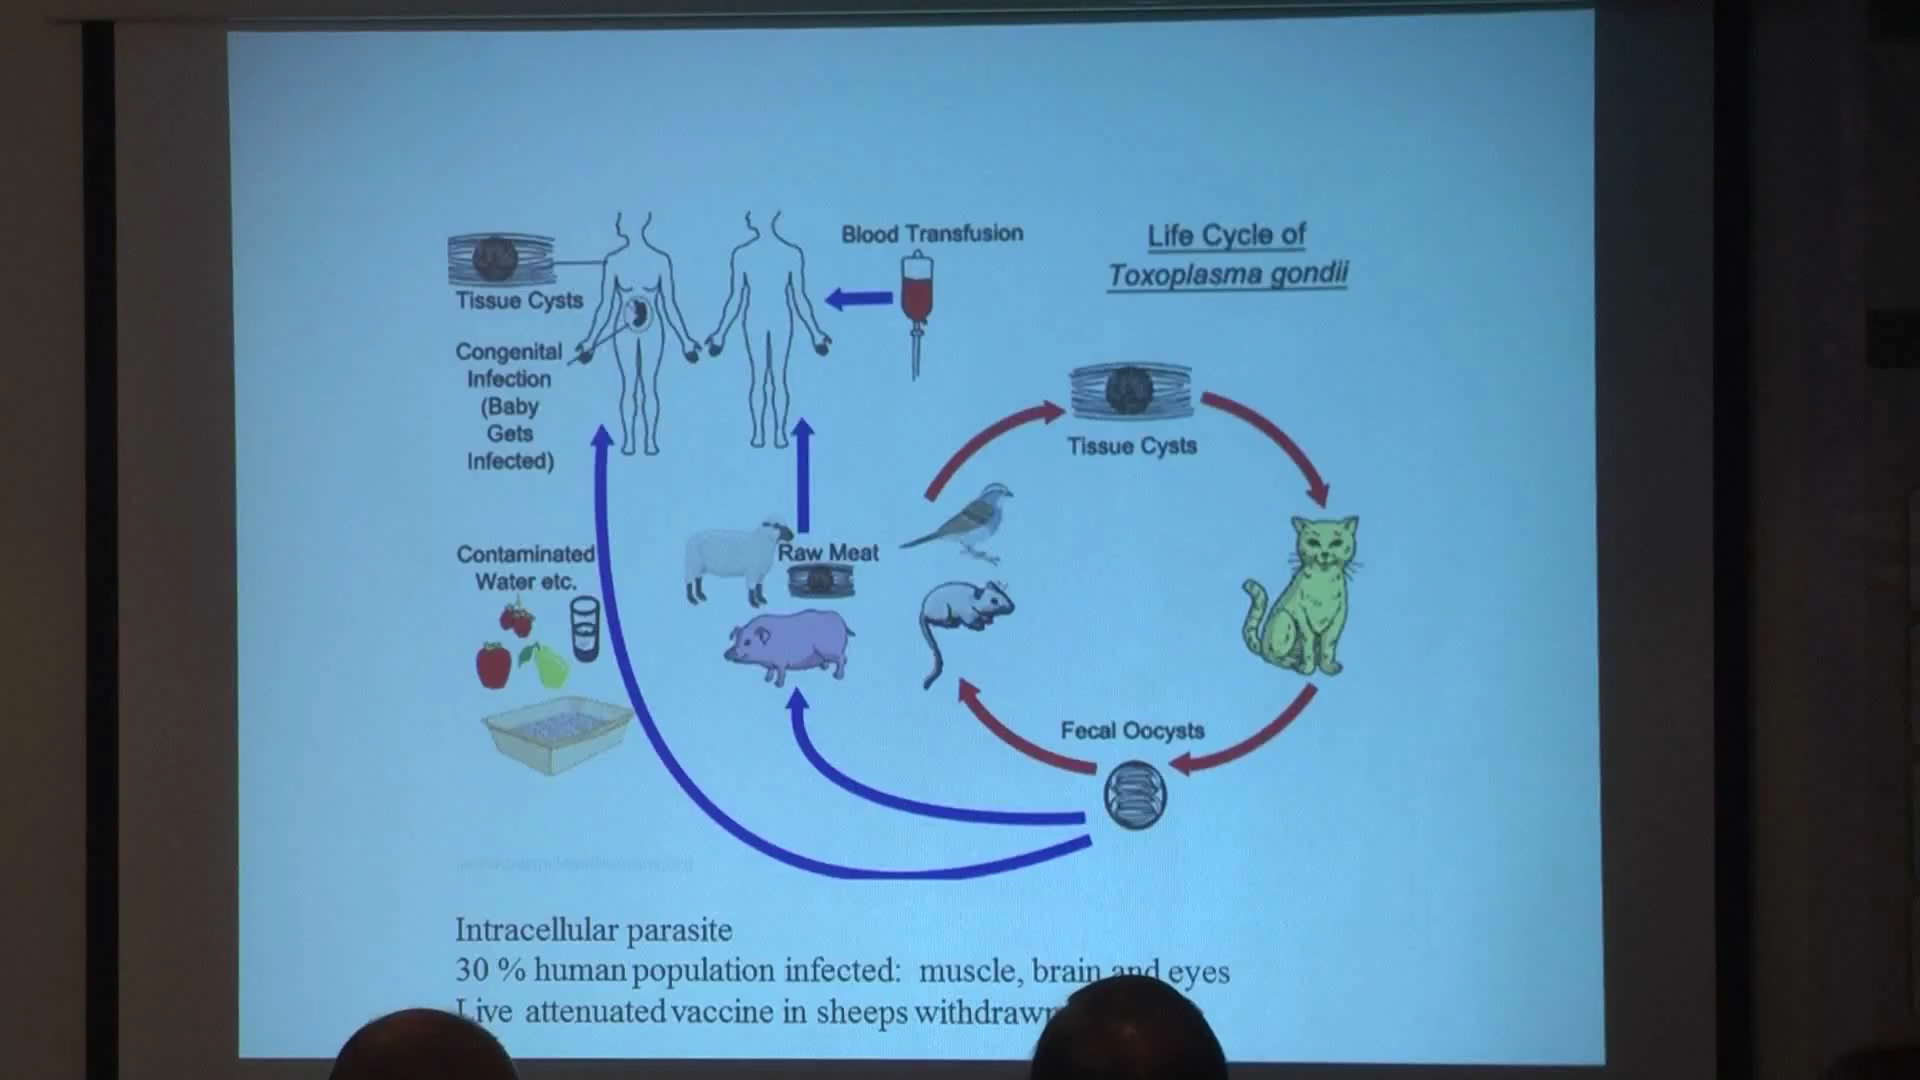 Life Cycle of
Toxoplasma gondii
Blood Transfusion
Tissue Cysts
Congenital
Infection
(Baby
Gets
Infected)
Tissue Cysts
Contaminated
Water etc.
Raw Meat
Fecal Oocysts
Intracellular parasite
30 % human population infected: muscle, brain and eyes
Live attenuated vaccine in sheeps withdrawn